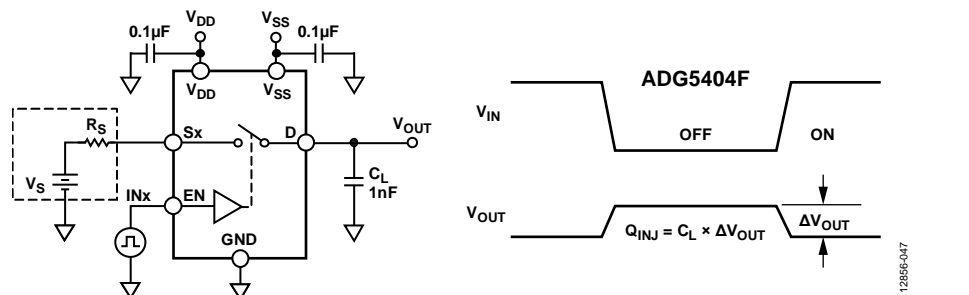 VDD
VSS
0.1µF
0.1µF
VDD
VSS
RS
Sx
D
VOUT
VS
INx
EN
CL
1nF
GND
ADG5404F
VIN
OFF
ON
VOUT
QINJ = CL × ΔVOUT
ΔVOUT
12856-047